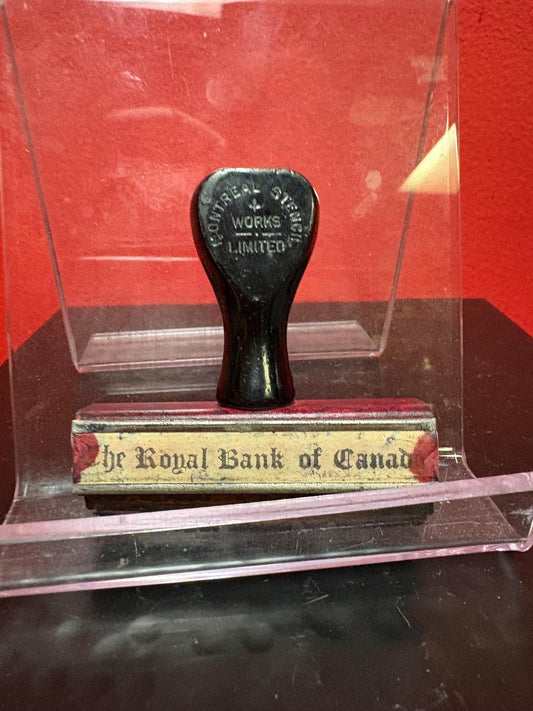 MONTREAL STENCIL
WORKS
LIMITED
he Royal Bank of Canad